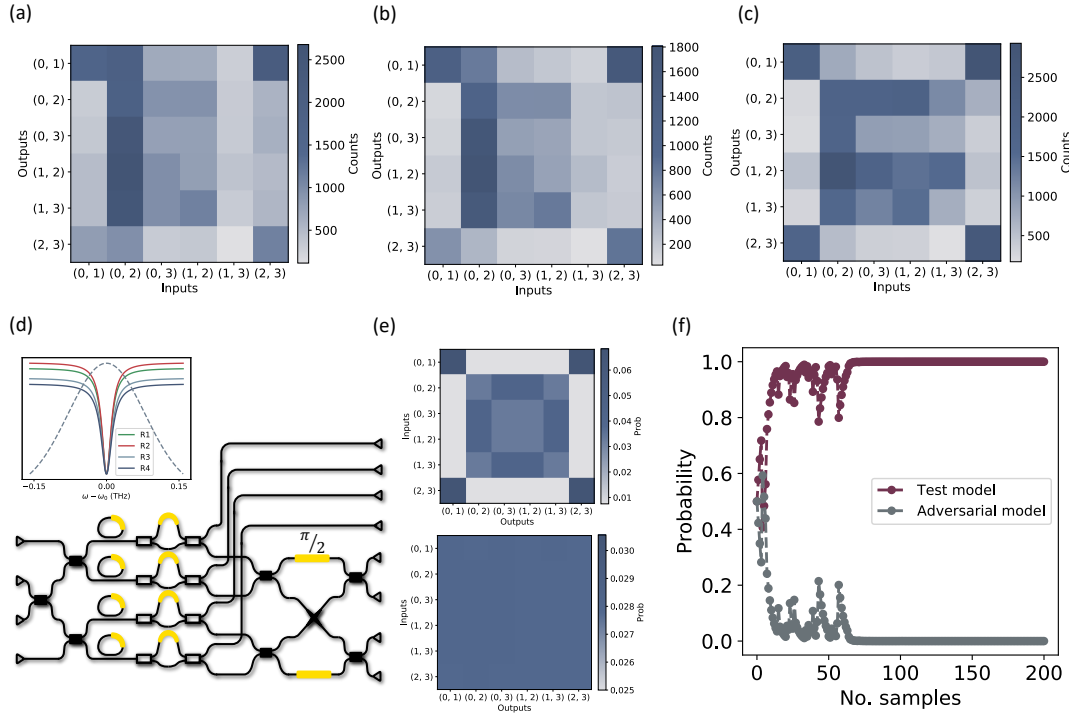 (a)
(0, 1)
(0, 2)
(0, 3)
(1, 2)
(1, 3)
(2, 3)
Outputs
(0, 1) (0, 2) (0, 3) (1, 2) (1, 3) (2, 3)
Inputs
2500
2000
1500
1000
500
Counts
(b)
(0, 1)
(0, 2)
(0, 3)
(1, 2)
(1, 3)
(2, 3)
Outputs
(0, 1) (0, 2) (0, 3) (1, 2) (1, 3) (2, 3)
Inputs
1800
1600
1400
1200
1000
800
600
400
200
Counts
(c)
(0, 1)
(0, 2)
(0, 3)
(1, 2)
(1, 3)
(2, 3)
Outputs
(0, 1) (0, 2) (0, 3) (1, 2) (1, 3) (2, 3)
Inputs
2500
2000
1500
1000
500
Counts
(d)
R1
R2
R3
R4
−0.15 0.00 0.15
ω − ω₀ (THz)
π/2
(e)
(0, 1)
(0, 2)
(0, 3)
(1, 2)
(1, 3)
(2, 3)
Inputs
(0, 1) (0, 2) (0, 3) (1, 2) (1, 3) (2, 3)
Outputs
0.06
0.05
0.04
0.03
0.02
0.01
Prob
(0, 1)
(0, 2)
(0, 3)
(1, 2)
(1, 3)
(2, 3)
Inputs
(0, 1) (0, 2) (0, 3) (1, 2) (1, 3) (2, 3)
Outputs
0.030
0.029
0.028
0.027
0.026
0.025
Prob
(f)
1.0
0.8
0.6
0.4
0.2
0.0
Probability
Test model
Adversarial model
0 50 100 150 200
No. samples